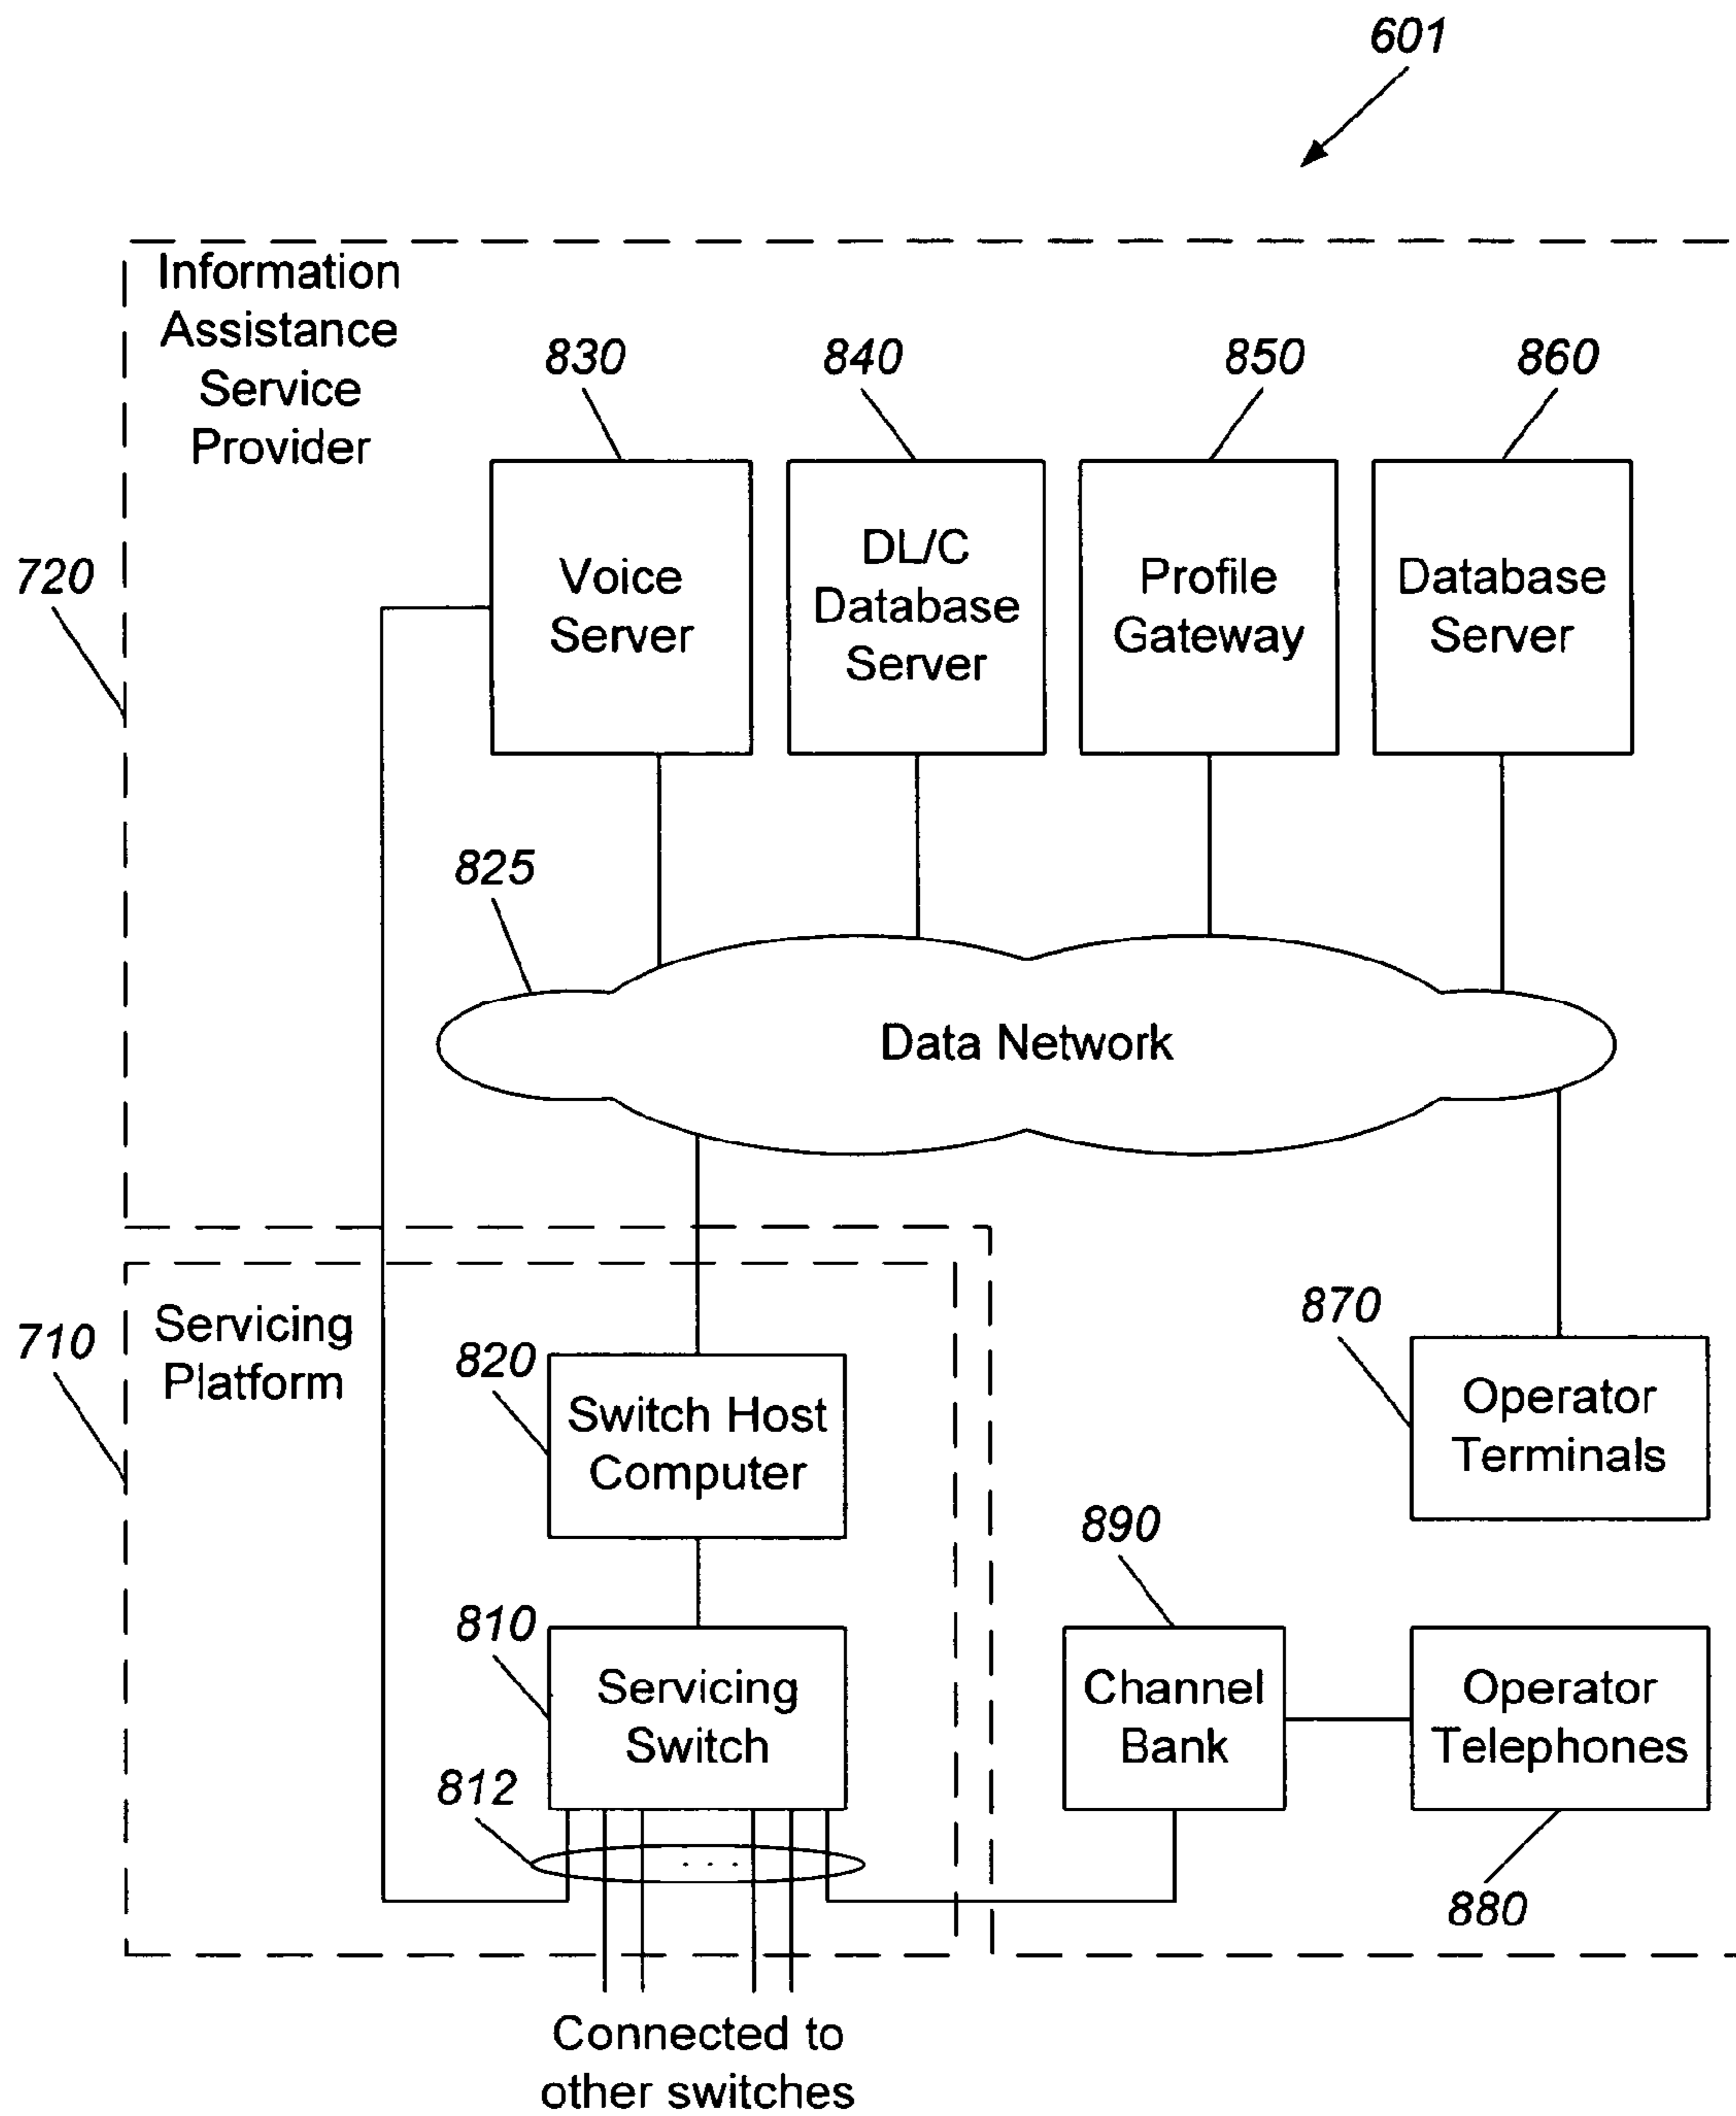 601
Information
Assistance
Service
Provider
830
840
850
860
720
Voice
Server
DL/C
Database
Server
Profile
Gateway
Database
Server
825
Data Network
710
Servicing
Platform
820
Switch Host
Computer
870
Operator
Terminals
890
810
Servicing
Switch
Channel
Bank
Operator
Telephones
812
. . .
880
Connected to
other switches